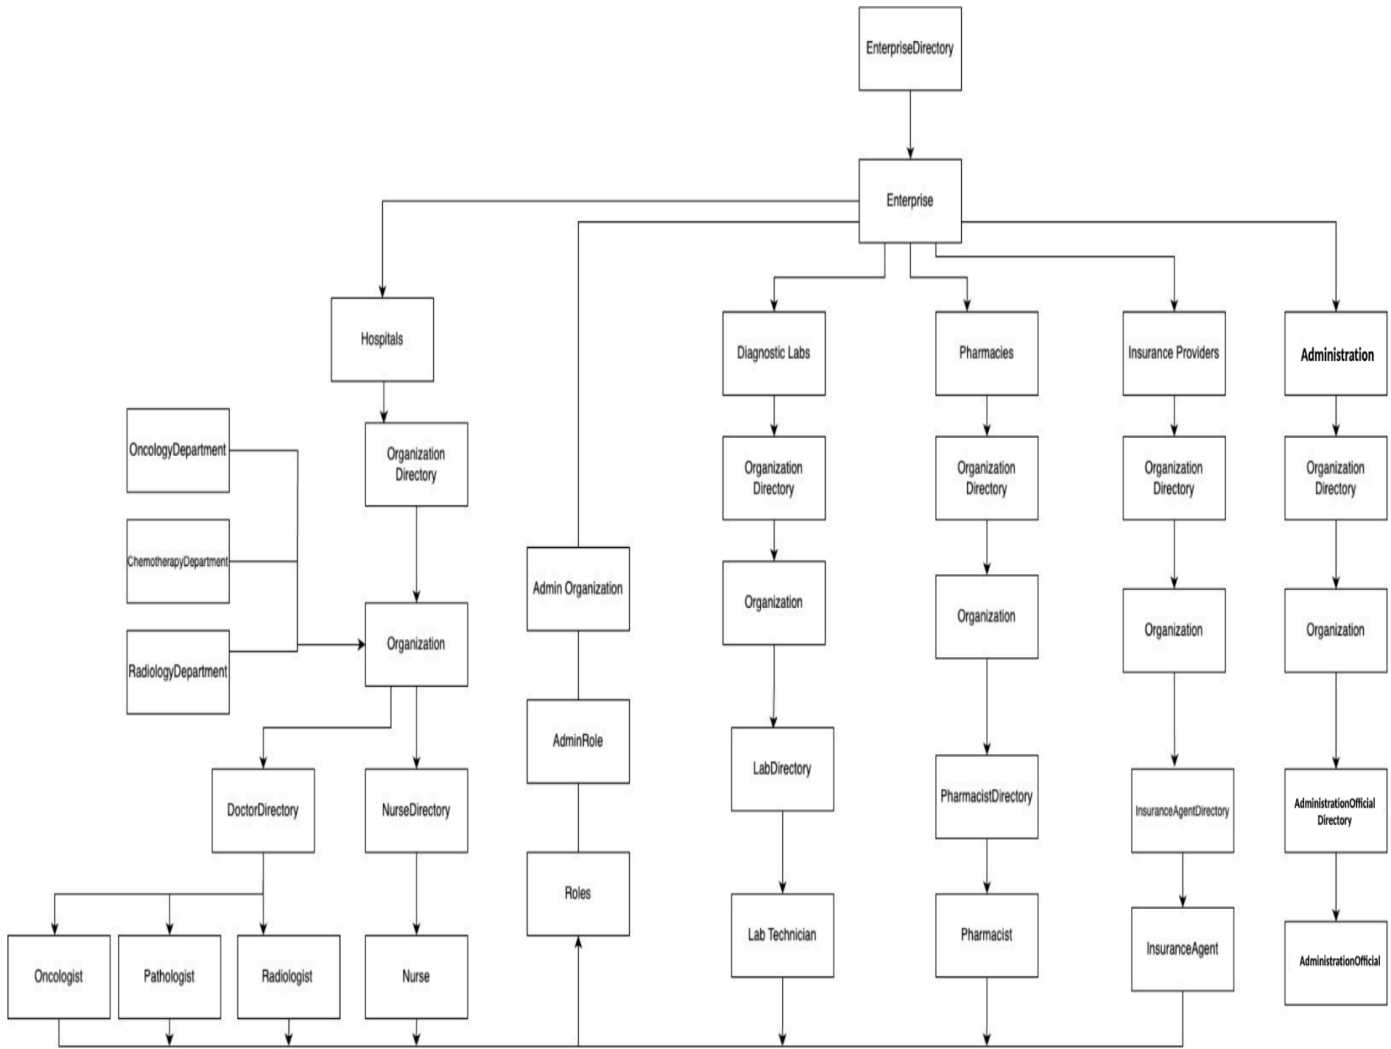 EnterpriseDirectory
Enterprise
Hospitals
Diagnostic Labs
Pharmacies
Insurance Providers
Administration
OncologyDepartment
Organization
Directory
Organization
Directory
Organization
Directory
Organization
Directory
Organization
Directory
ChemotherapyDepartment
Admin Organization
Organization
Organization
Organization
Organization
RadiologyDepartment
Organization
AdminRole
LabDirectory
DoctorDirectory
NurseDirectory
PharmacistDirectory
InsuranceAgentDirectory
AdministrationOfficial
Directory
Roles
Lab Technician
Pharmacist
InsuranceAgent
AdministrationOfficial
Oncologist
Pathologist
Radiologist
Nurse